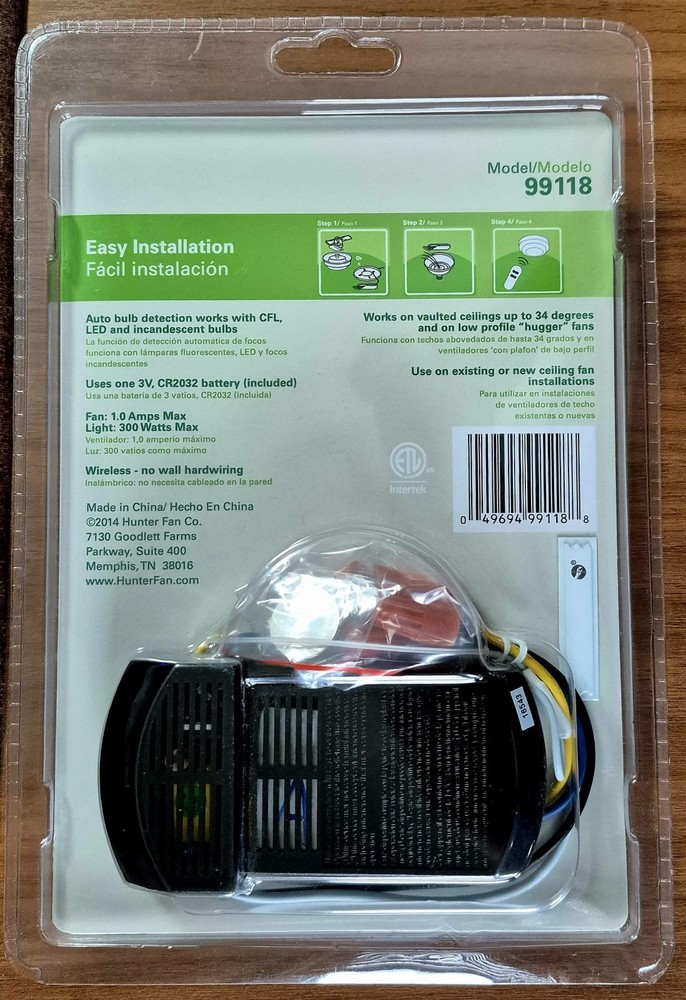 Model/Modelo
99118
Easy Installation
Fácil instalación
Step 1/ Paso 1
Step 2/ Paso 2
Step 4/ Paso 4
Or
o
Auto bulb detection works with CFL,
LED and incandescent bulbs
La función de detección automática de focos
funciona con lámparas fluorescentes, LED y focos
incandescentes
Uses one 3V, CR2032 battery (included)
Usa una batería de 3 vatios, CR2032 (incluida)
Fan: 1.0 Amps Max
Light: 300 Watts Max
Ventilador: 1,0 amperio máximo
Luz: 300 vatios como máximo
Wireless - no wall hardwiring
Inalámbrico: no necesita cableado en la pared
Made in China/ Hecho En China
©2014 Hunter Fan Co.
7130 Goodlett Farms
Parkway, Suite 400
Memphis, TN 38016
www.HunterFan.com
Works on vaulted ceilings up to 34 degrees
and on low profile "hugger" fans
Funciona con techos abovedados de hasta 34 grados y en
ventiladores 'con plafon' de bajo perfil
Use on existing or new ceiling fan
installations
Para utilizar en instalaciones
de ventiladores de techo
existentes o nuevas
ETL
US
Intertek
0 49694 99118 8
16543